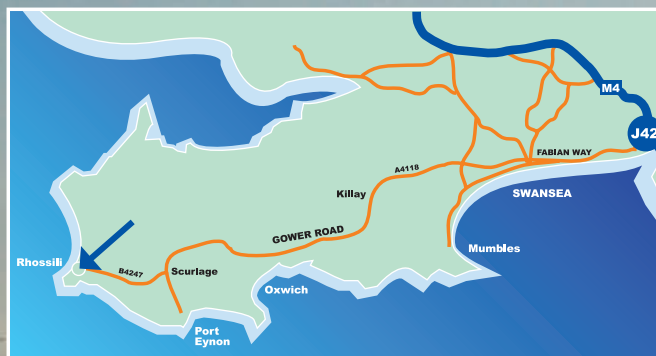 M4
J42
FABIAN WAY
A4118
Killay
SWANSEA
GOWER ROAD
Mumbles
Rhossili
B4247
Scurlage
Oxwich
Port
Eynon